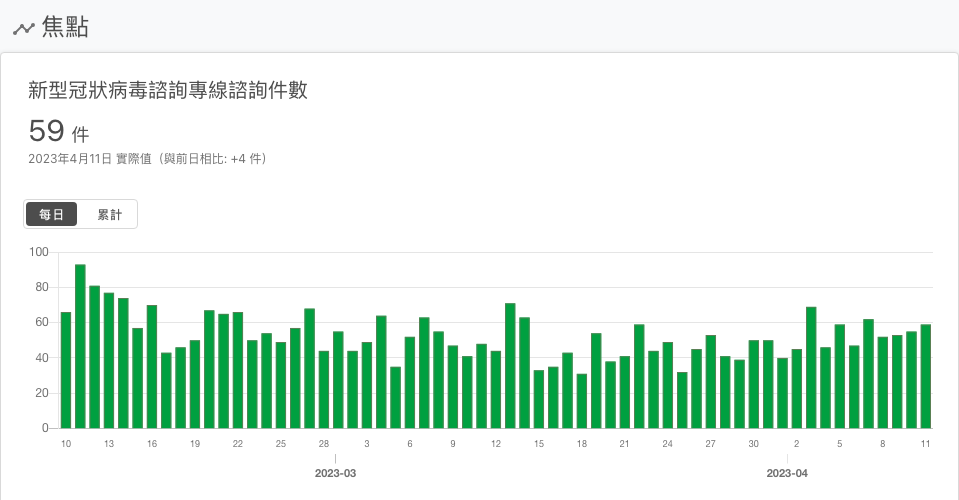 焦點
新型冠狀病毒諮詢專線諮詢件數
59 件
2023年4月11日 實際值（與前日相比: +4 件）
每日 累計
100
80
60
40
20
0
10 13 16 19 22 25 28 3 6 9 12 15 18 21 24 27 30 2 5 8 11
2023-03 2023-04